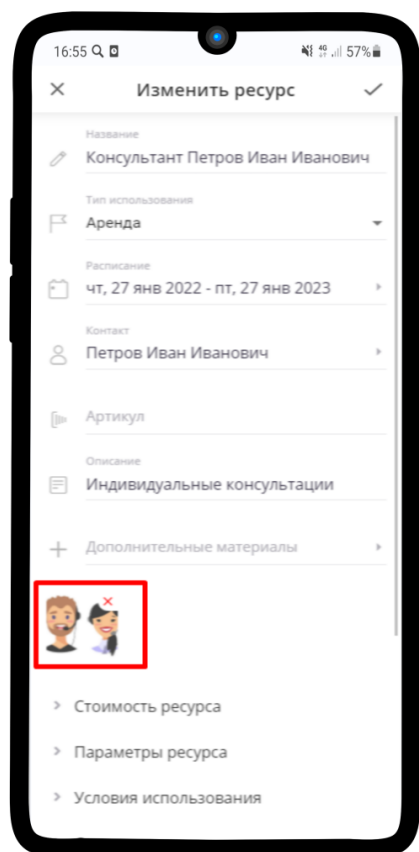 16:55
4G
57%
Изменить ресурс
Название
Консультант Петров Иван Иванович
Тип использования
Аренда
Расписание
чт, 27 янв 2022 - пт, 27 янв 2023
Контакт
Петров Иван Иванович
Артикул
Описание
Индивидуальные консультации
Дополнительные материалы
Стоимость ресурса
Параметры ресурса
Условия использования